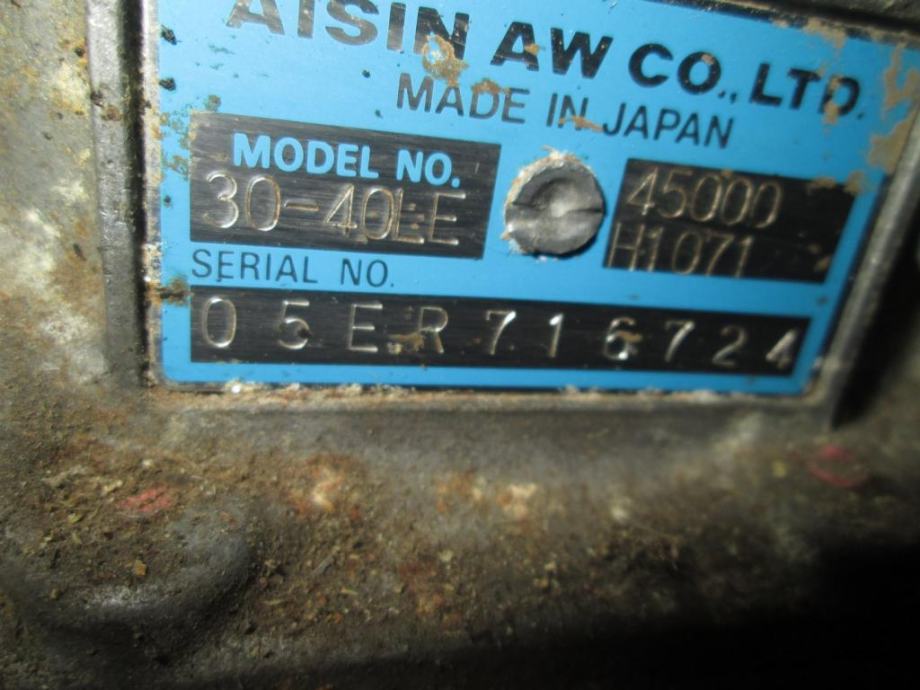 AISIN AW CO., LTD.
MADE IN JAPAN
MODEL NO.
30-40LE
45000
H1071
SERIAL NO.
05ER716724